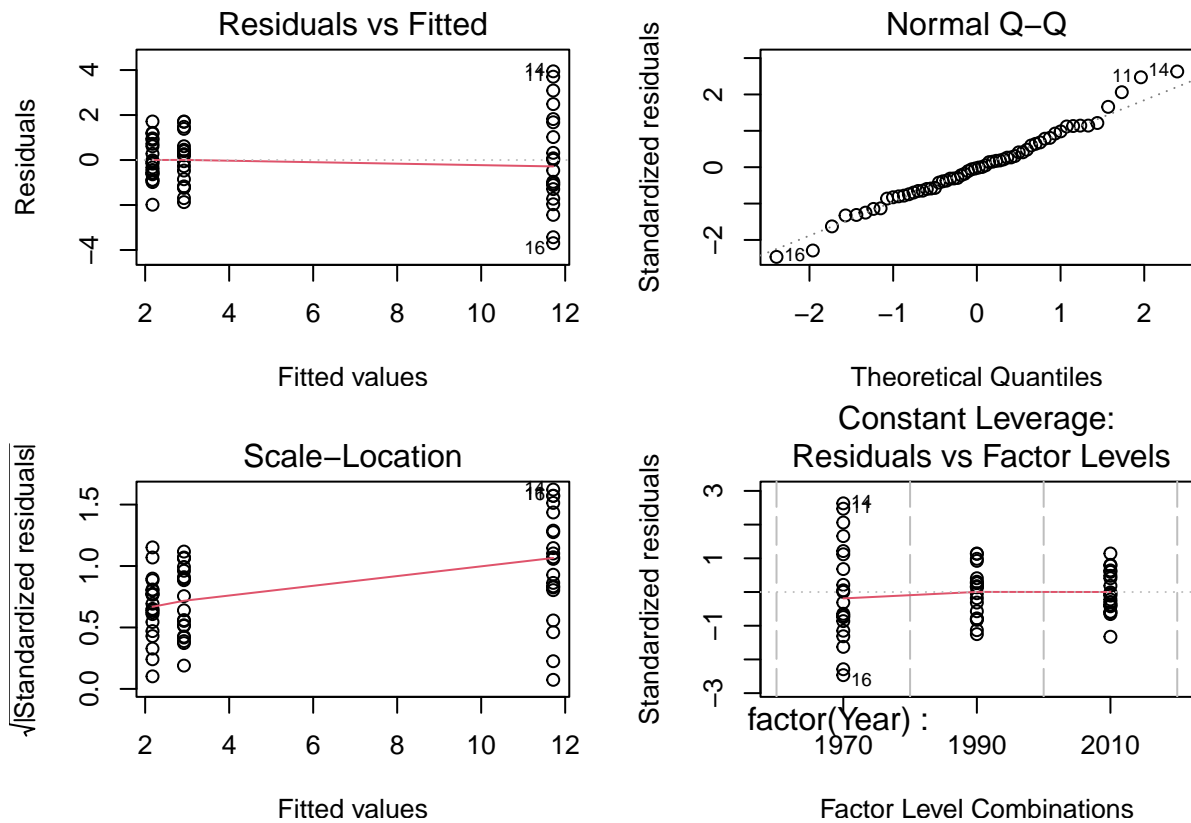 Residuals vs Fitted
Residuals
4
2
0
−2
−4
14
11
16
2 4 6 8 10 12
Fitted values
Normal Q−Q
Standardized residuals
2
0
−2
11 14
16
−2 −1 0 1 2
Theoretical Quantiles
Scale−Location
√|Standardized residuals|
1.5
1.0
0.5
0.0
14
16
2 4 6 8 10 12
Fitted values
Constant Leverage:
Residuals vs Factor Levels
Standardized residuals
3
1
−1
−3
14
11
16
factor(Year) :
1970 1990 2010
Factor Level Combinations